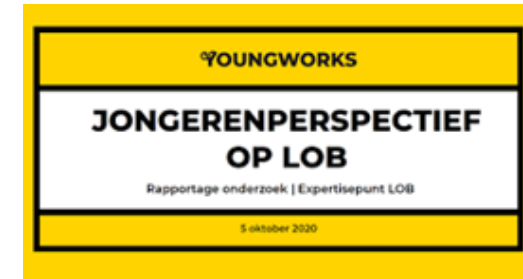 YOUNGWORKS
JONGERENPERSPECTIEF
OP LOB
Rapportage onderzoek | Expertisepunt LOB
5 oktober 2020